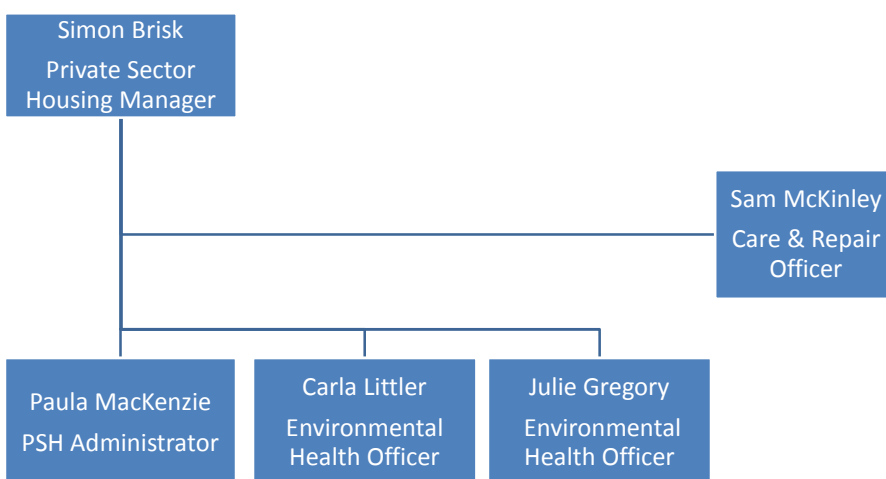 Simon Brisk
Private Sector
Housing Manager
Sam McKinley
Care & Repair
Officer
Paula MacKenzie
PSH Administrator
Carla Littler
Environmental
Health Officer
Julie Gregory
Environmental
Health Officer